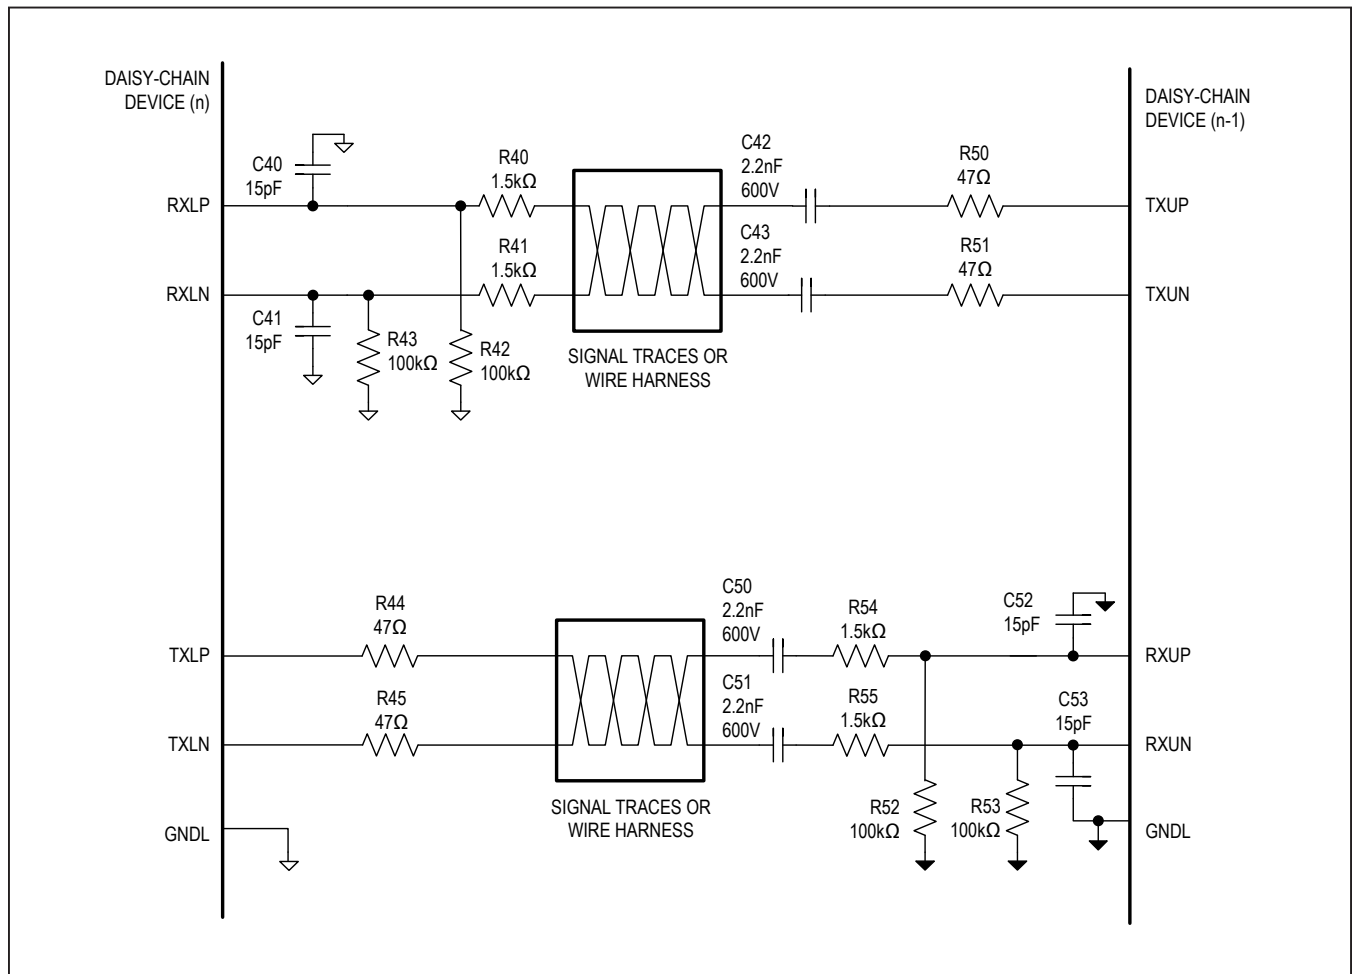 DAISY-CHAIN
DEVICE (n)
DAISY-CHAIN
DEVICE (n-1)
C40
15pF
R40
1.5kΩ
C42
2.2nF
600V
R50
47Ω
RXLP
TXUP
R41
1.5kΩ
C43
2.2nF
600V
R51
47Ω
RXLN
TXUN
C41
15pF
R43
100kΩ
R42
100kΩ
SIGNAL TRACES OR
WIRE HARNESS
R44
47Ω
C50
2.2nF
600V
R54
1.5kΩ
C52
15pF
TXLP
RXUP
R45
47Ω
C51
2.2nF
600V
R55
1.5kΩ
C53
15pF
TXLN
RXUN
SIGNAL TRACES OR
WIRE HARNESS
R52
100kΩ
R53
100kΩ
GNDL
GNDL